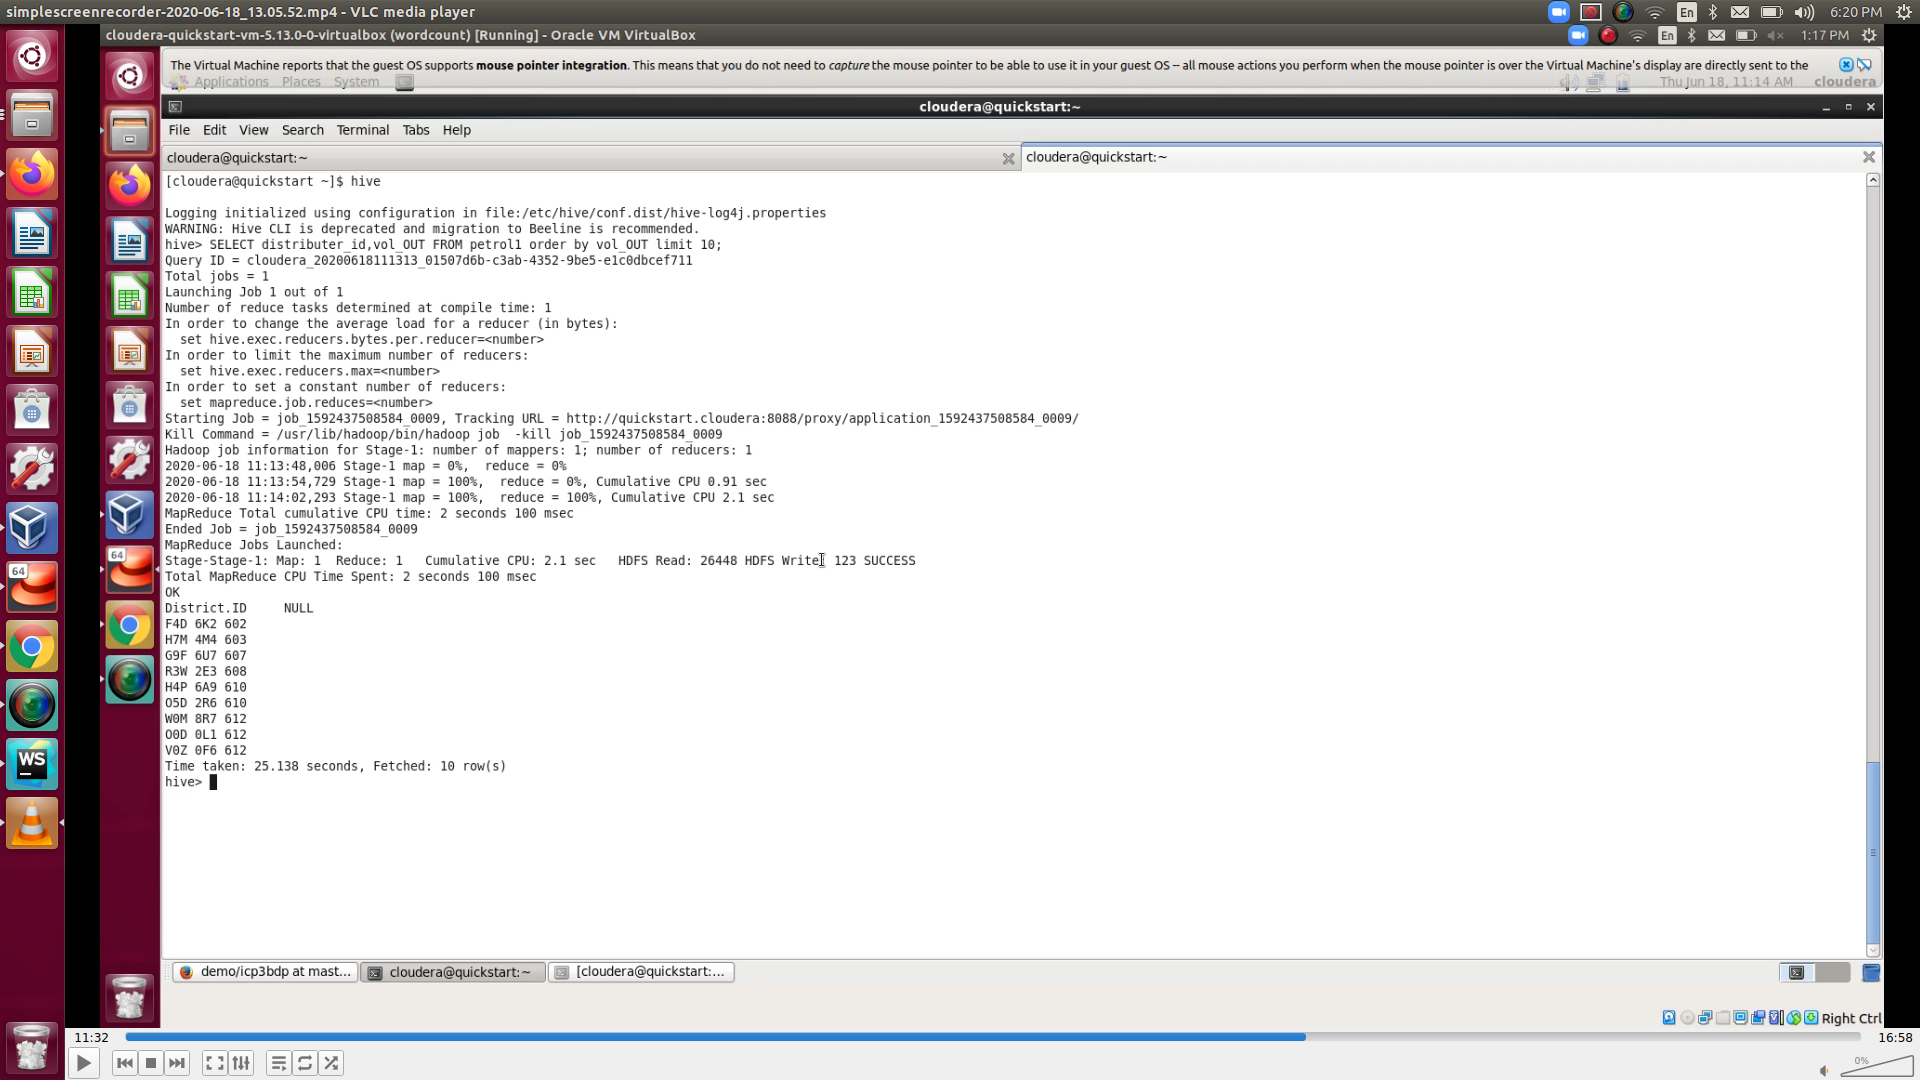 simplescreenrecorder-2020-06-18_13.05.52.mp4 - VLC media player
En
6:20 PM
cloudera-quickstart-vm-5.13.0-0-virtualbox (wordcount) [Running] - Oracle VM VirtualBox
En
1:17 PM
The Virtual Machine reports that the guest OS supports mouse pointer integration. This means that you do not need to capture the mouse pointer to be able to use it in your guest OS -- all mouse actions you perform when the mouse pointer is over the Virtual Machine's display are directly sent to the
Applications Places System
Thu Jun 18, 11:14 AM cloudera
cloudera@quickstart:~
File Edit View Search Terminal Tabs Help
cloudera@quickstart:~
cloudera@quickstart:~
[cloudera@quickstart ~]$ hive
Logging initialized using configuration in file:/etc/hive/conf.dist/hive-log4j.properties
WARNING: Hive CLI is deprecated and migration to Beeline is recommended.
hive> SELECT distributer_id,vol_OUT FROM petrol1 order by vol_OUT limit 10;
Query ID = cloudera_20200618111313_01507d6b-c3ab-4352-9be5-e1c0dbcef711
Total jobs = 1
Launching Job 1 out of 1
Number of reduce tasks determined at compile time: 1
In order to change the average load for a reducer (in bytes):
set hive.exec.reducers.bytes.per.reducer=<number>
In order to limit the maximum number of reducers:
set hive.exec.reducers.max=<number>
In order to set a constant number of reducers:
set mapreduce.job.reduces=<number>
Starting Job = job_1592437508584_0009, Tracking URL = http://quickstart.cloudera:8088/proxy/application_1592437508584_0009/
Kill Command = /usr/lib/hadoop/bin/hadoop job  -kill job_1592437508584_0009
Hadoop job information for Stage-1: number of mappers: 1; number of reducers: 1
2020-06-18 11:13:48,006 Stage-1 map = 0%,  reduce = 0%
2020-06-18 11:13:54,729 Stage-1 map = 100%,  reduce = 0%, Cumulative CPU 0.91 sec
2020-06-18 11:14:02,293 Stage-1 map = 100%,  reduce = 100%, Cumulative CPU 2.1 sec
MapReduce Total cumulative CPU time: 2 seconds 100 msec
Ended Job = job_1592437508584_0009
MapReduce Jobs Launched:
Stage-Stage-1: Map: 1  Reduce: 1   Cumulative CPU: 2.1 sec   HDFS Read: 26448 HDFS Write: 123 SUCCESS
Total MapReduce CPU Time Spent: 2 seconds 100 msec
OK
District.ID     NULL
F4D 6K2 602
H7M 4M4 603
G9F 6U7 607
R3W 2E3 608
H4P 6A9 610
O5D 2R6 610
W0M 8R7 612
O0D 0L1 612
V0Z 0F6 612
Time taken: 25.138 seconds, Fetched: 10 row(s)
hive>
64
64
WS
demo/icp3bdp at mast...
cloudera@quickstart:~
[cloudera@quickstart:...
Right Ctrl
11:32
16:58
0%